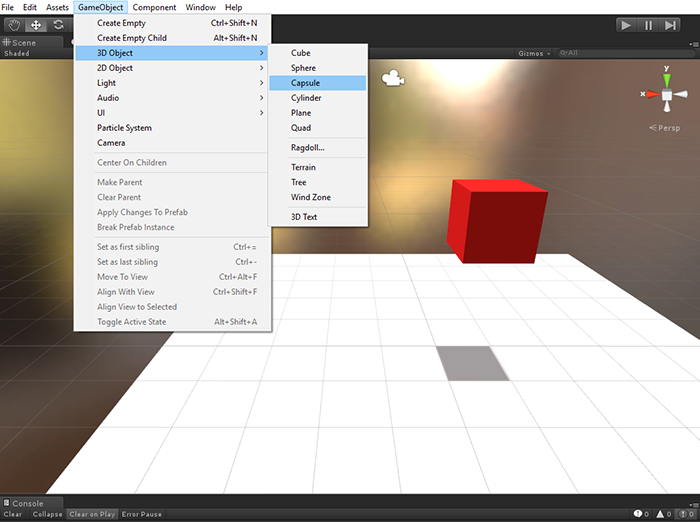 File Edit Assets GameObject Component Window Help
Scene
Shaded Gizmos All
Create Empty Ctrl+Shift+N
Create Empty Child Alt+Shift+N
3D Object
2D Object
Light
Audio
UI
Particle System
Camera
Center On Children
Make Parent
Clear Parent
Apply Changes To Prefab
Break Prefab Instance
Set as first sibling Ctrl+=
Set as last sibling Ctrl+-
Move To View Ctrl+Alt+F
Align With View Ctrl+Shift+F
Align View to Selected
Toggle Active State Alt+Shift+A
Cube
Sphere
Capsule
Cylinder
Plane
Quad
Ragdoll...
Terrain
Tree
Wind Zone
3D Text
y
x z
Persp
Console
Clear Collapse Clear on Play Error Pause 0 0 0